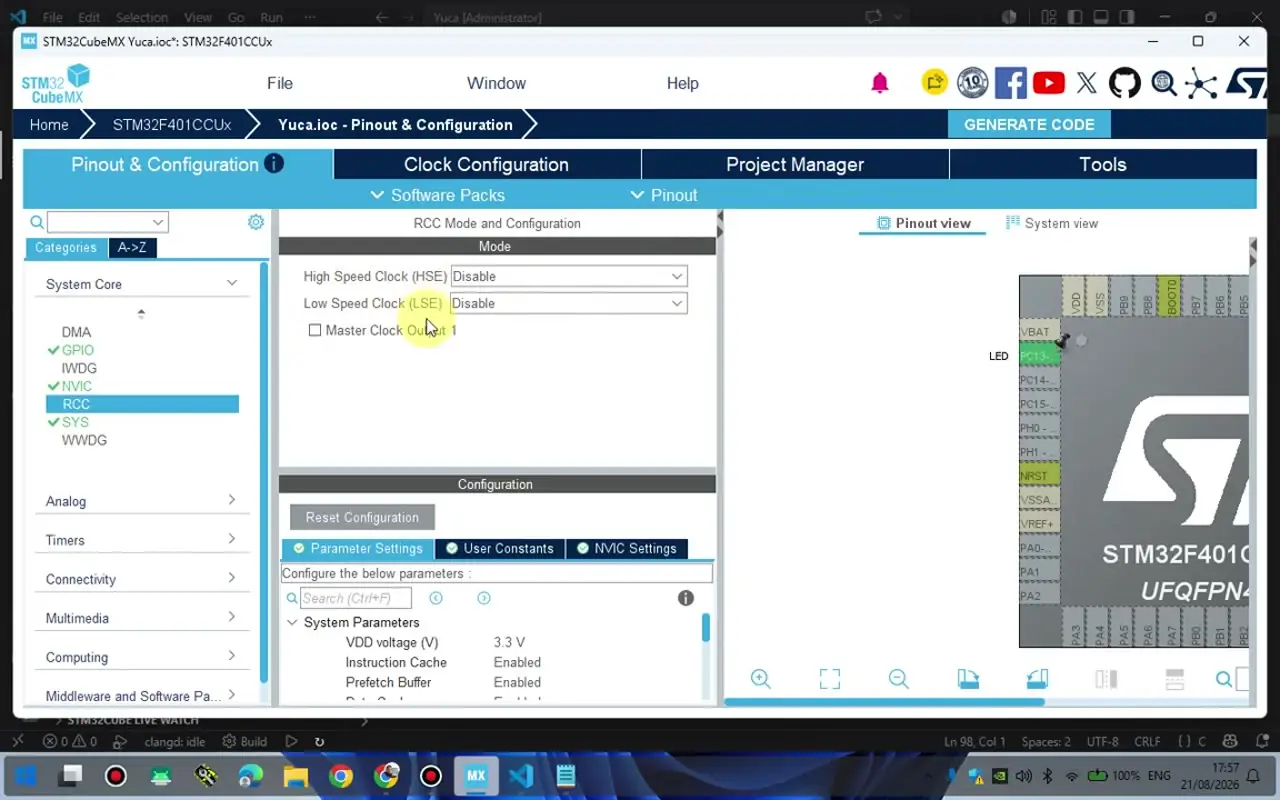 File Edit Selection View Go Run ··· Yuca [Administrator]
MX STM32CubeMX Yuca.ioc*: STM32F401CCUx
STM32 CubeMX File Window Help 19
Home STM32F401CCUx Yuca.ioc - Pinout & Configuration GENERATE CODE
Pinout & Configuration Clock Configuration Project Manager Tools
Software Packs Pinout
Categories A->Z
System Core
DMA
GPIO
IWDG
NVIC
RCC
SYS
WWDG
Analog
Timers
Connectivity
Multimedia
Computing
Middleware and Software Pa...
RCC Mode and Configuration
Mode
High Speed Clock (HSE) Disable
Low Speed Clock (LSE) Disable
Master Clock Output 1
Configuration
Reset Configuration
Parameter Settings User Constants NVIC Settings
Configure the below parameters :
Search (Ctrl+F)
System Parameters
VDD voltage (V) 3.3 V
Instruction Cache Enabled
Prefetch Buffer Enabled
Pinout view System view
VDD VSS PB9 PB8 BOOT0 PB7 PB6 PB5
VBAT
LED PC13-..
PC14-..
PC15-..
PH0 - ..
PH1 - ..
NRST
VSSA..
VREF+
PA0-..
PA1
PA2
STM32F401C
UFQFPN4
PA3 PA4 PA5 PA6 PA7 PB0 PB1 PB2
STM32CUBE LIVE WATCH
0 0 clangd: idle Build Ln 98, Col 1 Spaces: 2 UTF-8 CRLF {} C
MX 100% ENG 17:57
21/08/2026